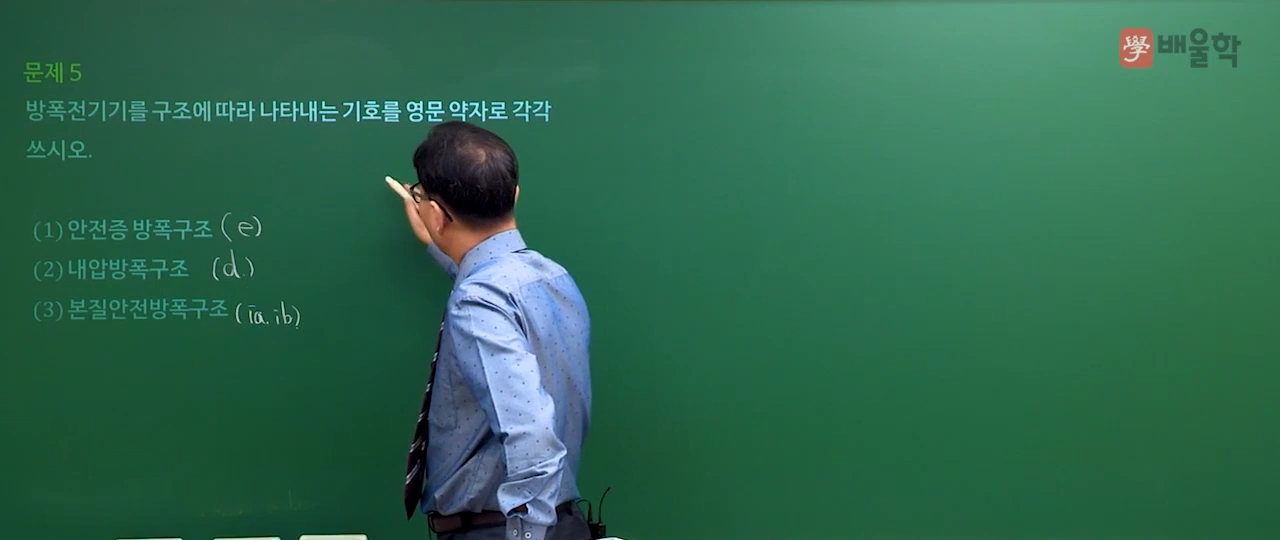 學배울학
문제 5
방폭전기기를 구조에 따라 나타내는 기호를 영문 약자로 각각
쓰시오.
(1) 안전증 방폭구조 (e)
(2) 내압방폭구조 (d)
(3) 본질안전방폭구조 (ia. ib)